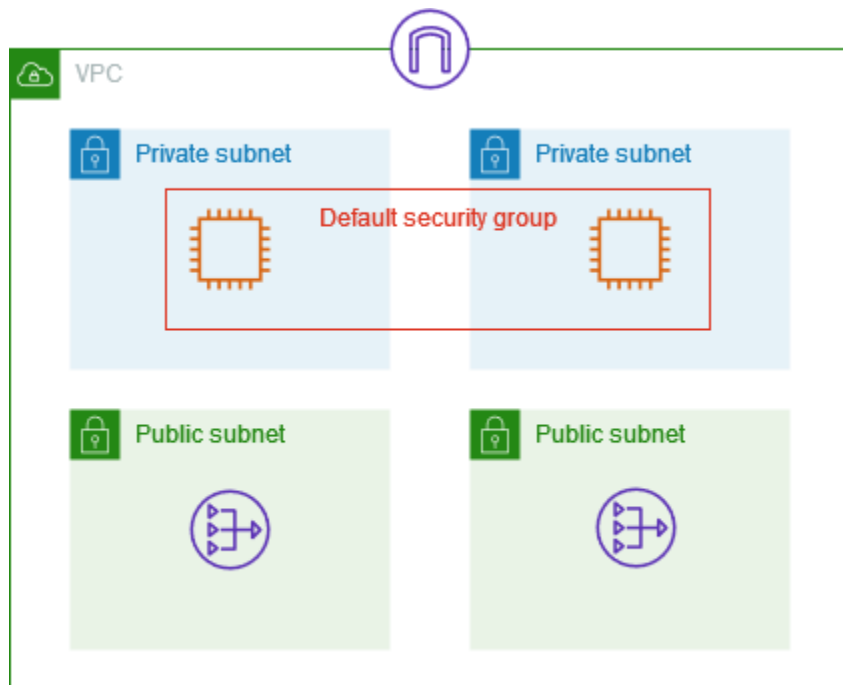 VPC
Private subnet
Private subnet
Default security group
Public subnet
Public subnet